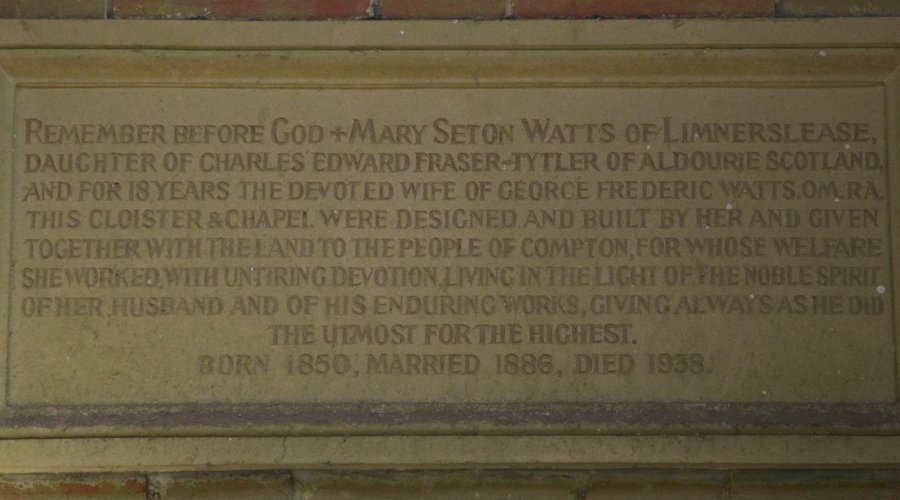 REMEMBER BEFORE GOD + MARY SETON WATTS OF LIMNERSLEASE,
DAUGHTER OF CHARLES EDWARD FRASER-TYTLER OF ALDOURIE SCOTLAND.
AND FOR 18 YEARS THE DEVOTED WIFE OF GEORGE FREDERIC WATTS.OM.RA.
THIS CLOISTER & CHAPEL WERE DESIGNED AND BUILT BY HER AND GIVEN
TOGETHER WITH THE LAND TO THE PEOPLE OF COMPTON, FOR WHOSE WELFARE
SHE WORKED WITH UNTIRING DEVOTION, LIVING IN THE LIGHT OF THE NOBLE SPIRIT
OF HER HUSBAND AND OF HIS ENDURING WORKS, GIVING ALWAYS AS HE DID
THE UTMOST FOR THE HIGHEST.
BORN 1850, MARRIED 1886, DIED 1938.